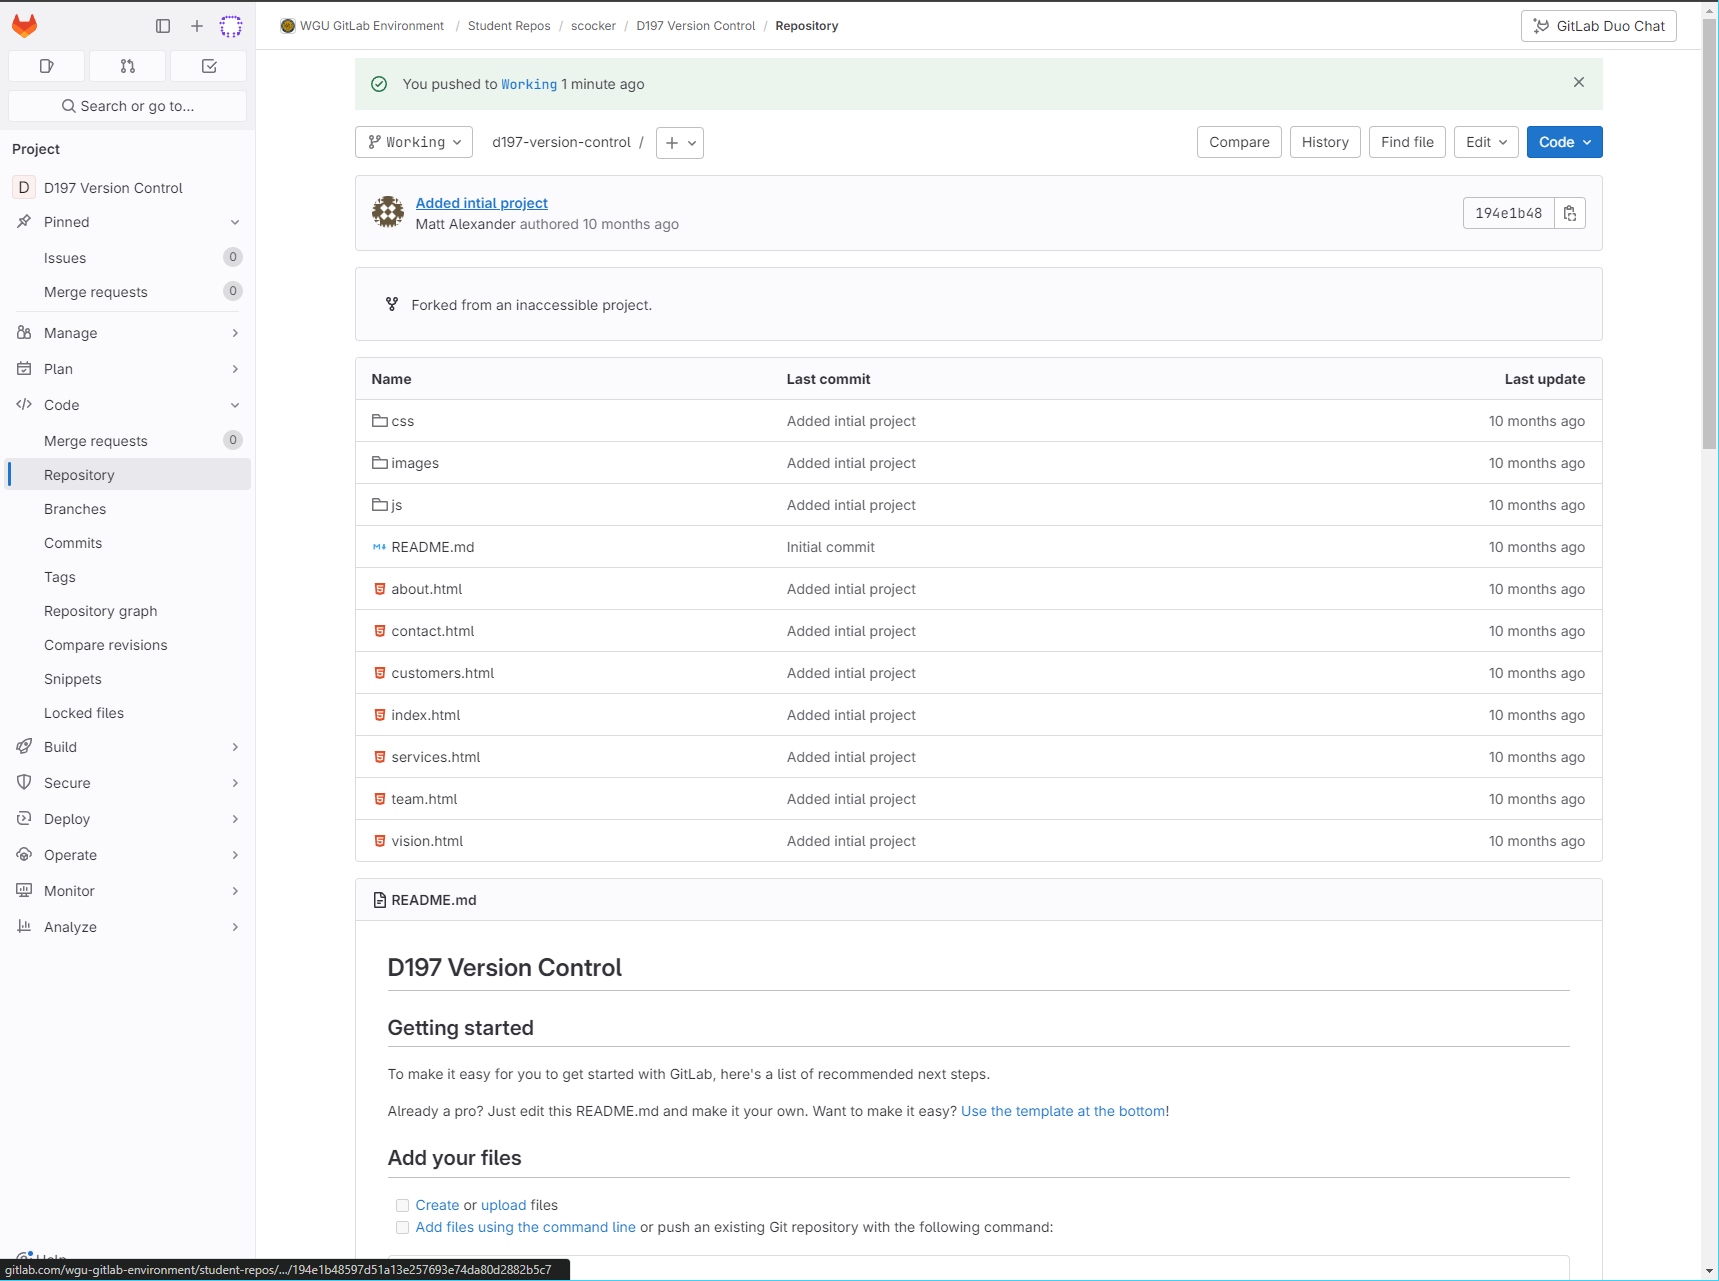 WGU GitLab Environment / Student Repos / scocker / D197 Version Control / Repository
GitLab Duo Chat
Search or go to...
Project
D D197 Version Control
Pinned
Issues 0
Merge requests 0
Manage
Plan
Code
Merge requests 0
Repository
Branches
Commits
Tags
Repository graph
Compare revisions
Snippets
Locked files
Build
Secure
Deploy
Operate
Monitor
Analyze
Help
You pushed to Working 1 minute ago
Working d197-version-control / Compare History Find file Edit Code
Added intial project
Matt Alexander authored 10 months ago
194e1b48
Forked from an inaccessible project.
Name Last commit Last update
css Added intial project 10 months ago
images Added intial project 10 months ago
js Added intial project 10 months ago
README.md Initial commit 10 months ago
about.html Added intial project 10 months ago
contact.html Added intial project 10 months ago
customers.html Added intial project 10 months ago
index.html Added intial project 10 months ago
services.html Added intial project 10 months ago
team.html Added intial project 10 months ago
vision.html Added intial project 10 months ago
README.md
D197 Version Control
Getting started
To make it easy for you to get started with GitLab, here's a list of recommended next steps.
Already a pro? Just edit this README.md and make it your own. Want to make it easy? Use the template at the bottom!
Add your files
Create or upload files
Add files using the command line or push an existing Git repository with the following command:
gitlab.com/wgu-gitlab-environment/student-repos/.../194e1b48597d51a13e257693e74da80d2882b5c7